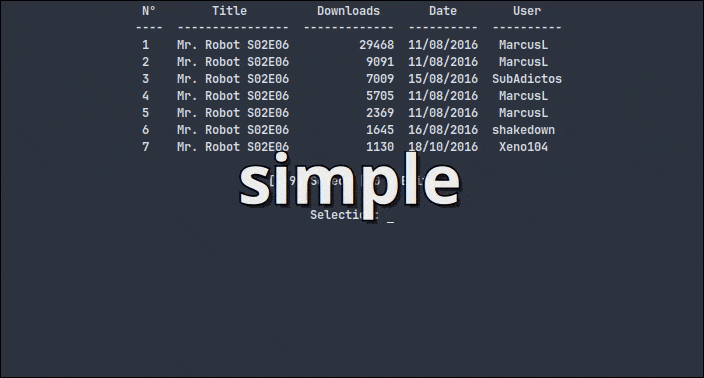 N° Title Downloads Date User
---- ---------------- ------------- ---------- ----------
1 Mr. Robot S02E06 29468 11/08/2016 MarcusL
2 Mr. Robot S02E06 9091 11/08/2016 MarcusL
3 Mr. Robot S02E06 7009 15/08/2016 SubAdictos
4 Mr. Robot S02E06 5705 11/08/2016 MarcusL
5 Mr. Robot S02E06 2369 11/08/2016 MarcusL
6 Mr. Robot S02E06 1645 16/08/2016 shakedown
7 Mr. Robot S02E06 1130 18/10/2016 Xeno104
simple
Selection: _